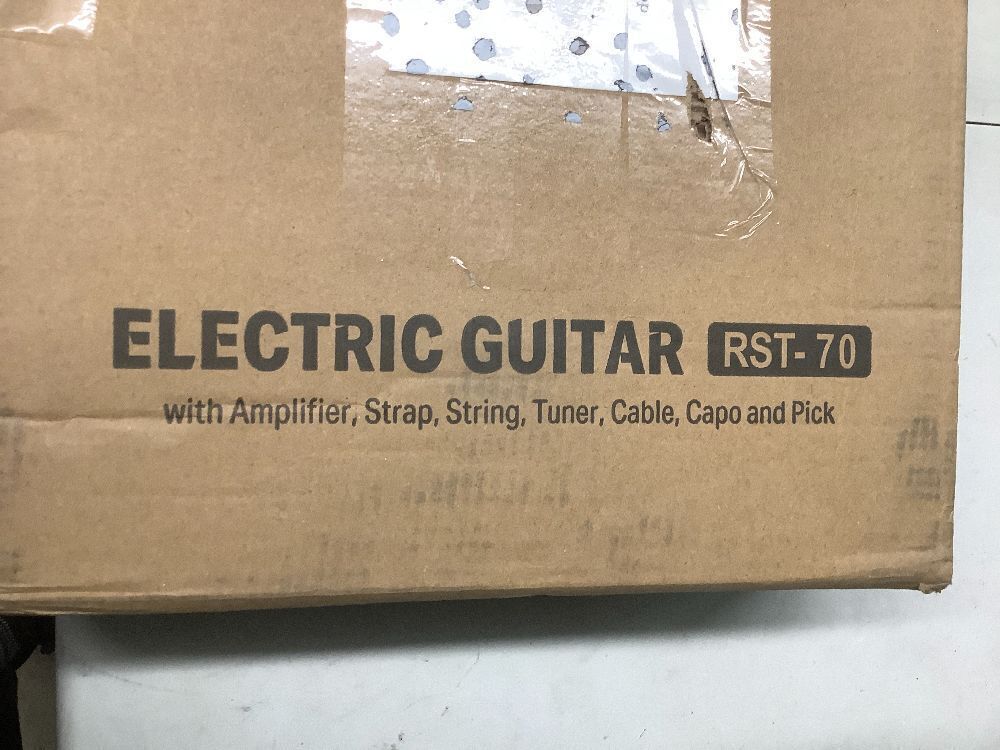 ELECTRIC GUITAR RST-70
with Amplifier, Strap, String, Tuner, Cable, Capo and Pick